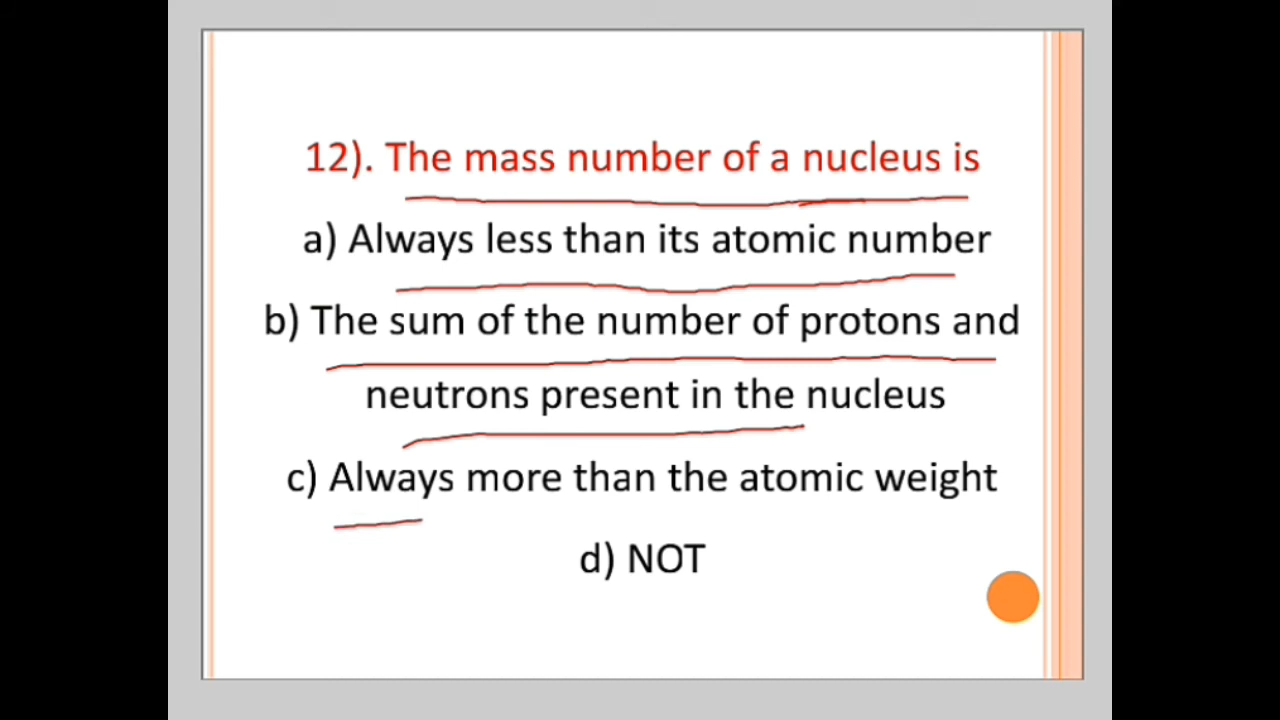 12). The mass number of a nucleus is
a) Always less than its atomic number
b) The sum of the number of protons and
neutrons present in the nucleus
c) Always more than the atomic weight
d) NOT